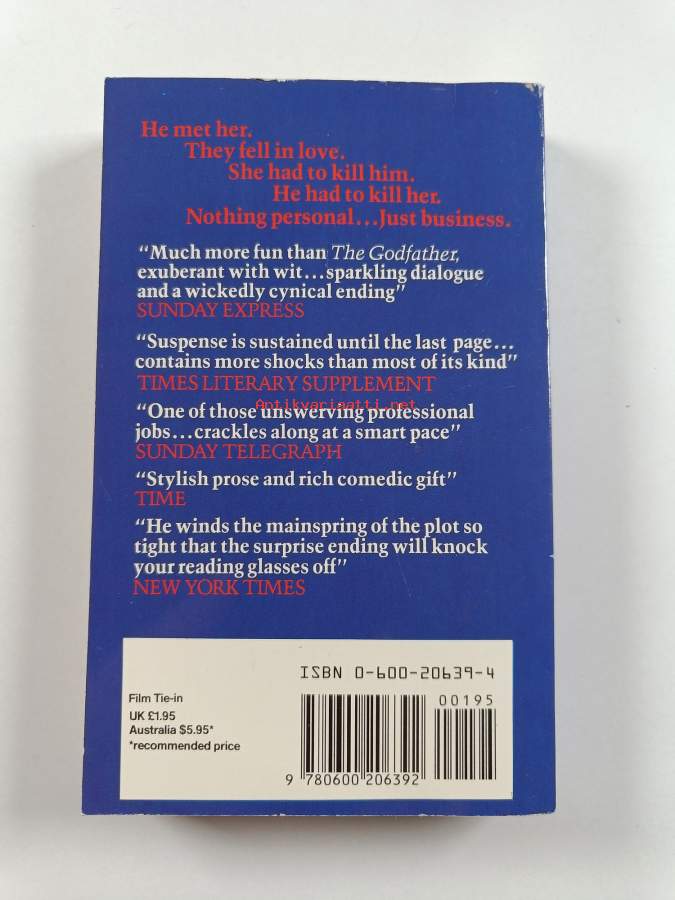 He met her.
They fell in love.
She had to kill him.
He had to kill her.
Nothing personal...Just business.
“Much more fun than The Godfather,
exuberant with wit...sparkling dialogue
and a wickedly cynical ending”
SUNDAY EXPRESS
“Suspense is sustained until the last page...
contains more shocks than most of its kind”
TIMES LITERARY SUPPLEMENT
Antikvariaatti.net
“One of those unswerving professional
jobs...crackles along at a smart pace”
SUNDAY TELEGRAPH
“Stylish prose and rich comedic gift”
TIME
“He winds the mainspring of the plot so
tight that the surprise ending will knock
your reading glasses off”
NEW YORK TIMES
ISBN 0-600-20639-4
00195
Film Tie-in
UK £1.95
Australia $5.95*
*recommended price
9 780600 206392